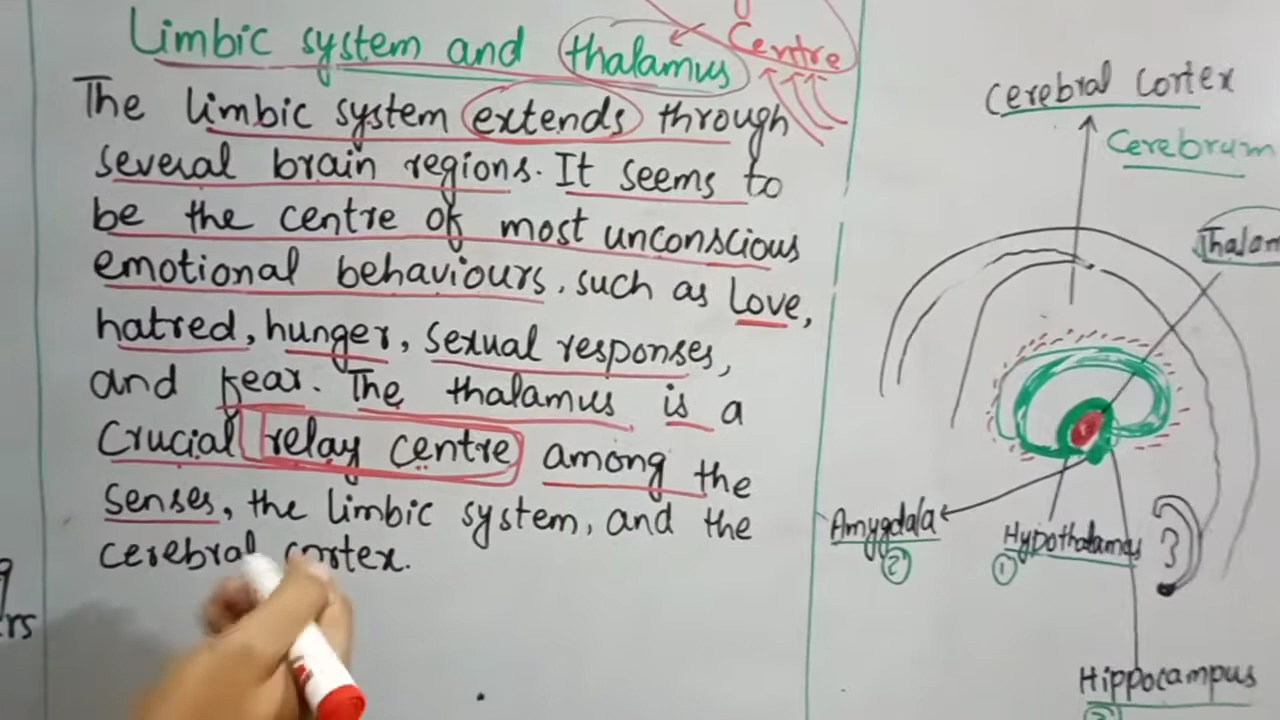 Limbic system and thalamus
Centre
The limbic system extends through
several brain regions. It seems to
be the centre of most unconscious
emotional behaviours, such as Love,
hatred, hunger, sexual responses,
and fear. The thalamus is a
crucial relay centre among the
senses, the limbic system, and the
cerebral cortex.
Cerebral Cortex
Cerebrum
Thalam
Amygdala
2
Hypothalamus
1
Hippocampus
rs